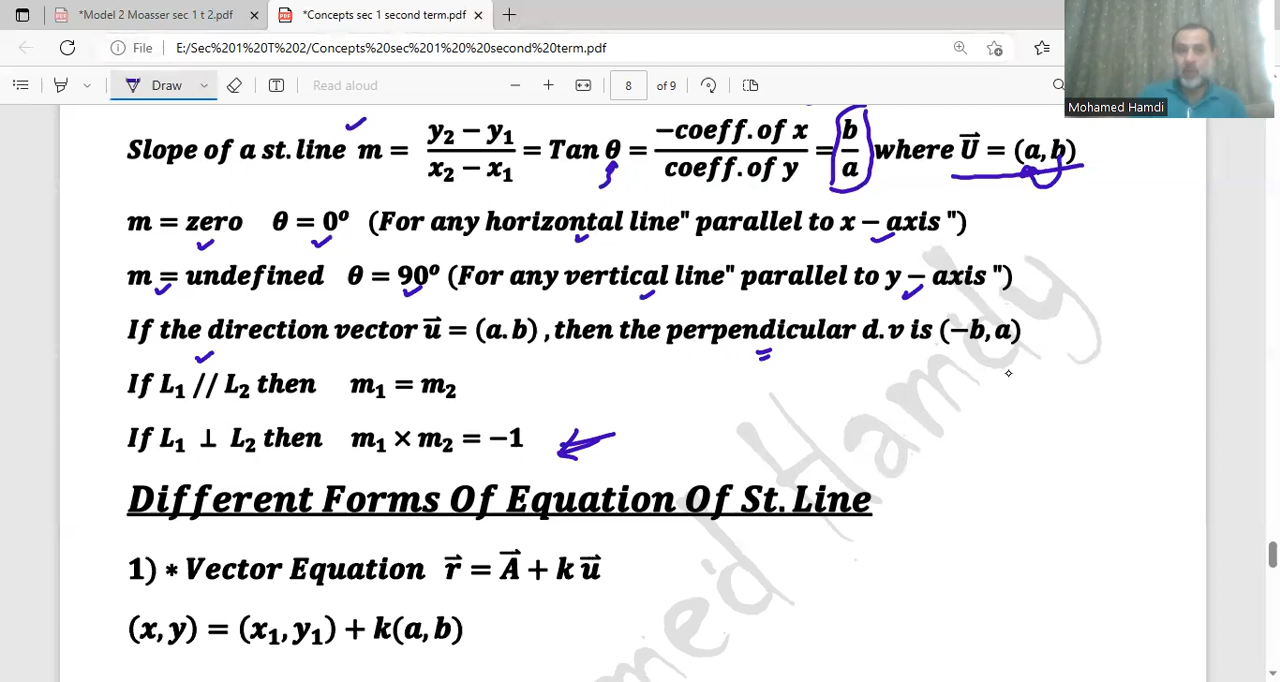 *Model 2 Moasser sec 1 t 2.pdf
*Concepts sec 1 second term.pdf
File E:/Sec%201%20T%202/Concepts%20sec%201%20%20second%20term.pdf
Draw Read aloud 8 of 9
Mohamed Hamdi
Slope of a st. line m = (y₂ − y₁)/(x₂ − x₁) = Tan θ = (−coeff. of x)/(coeff. of y) = b/a where U⃗ = (a, b)
m = zero θ = 0º (For any horizontal line" parallel to x − axis ")
m = undefined θ = 90º (For any vertical line" parallel to y − axis ")
If the direction vector u⃗ = (a. b) , then the perpendicular d. v is (−b, a)
If L₁ // L₂ then m₁ = m₂
If L₁ ⊥ L₂ then m₁ × m₂ = −1
Different Forms Of Equation Of St. Line
1) * Vector Equation r⃗ = A⃗ + k u⃗
(x, y) = (x₁, y₁) + k(a, b)
med Hamdy